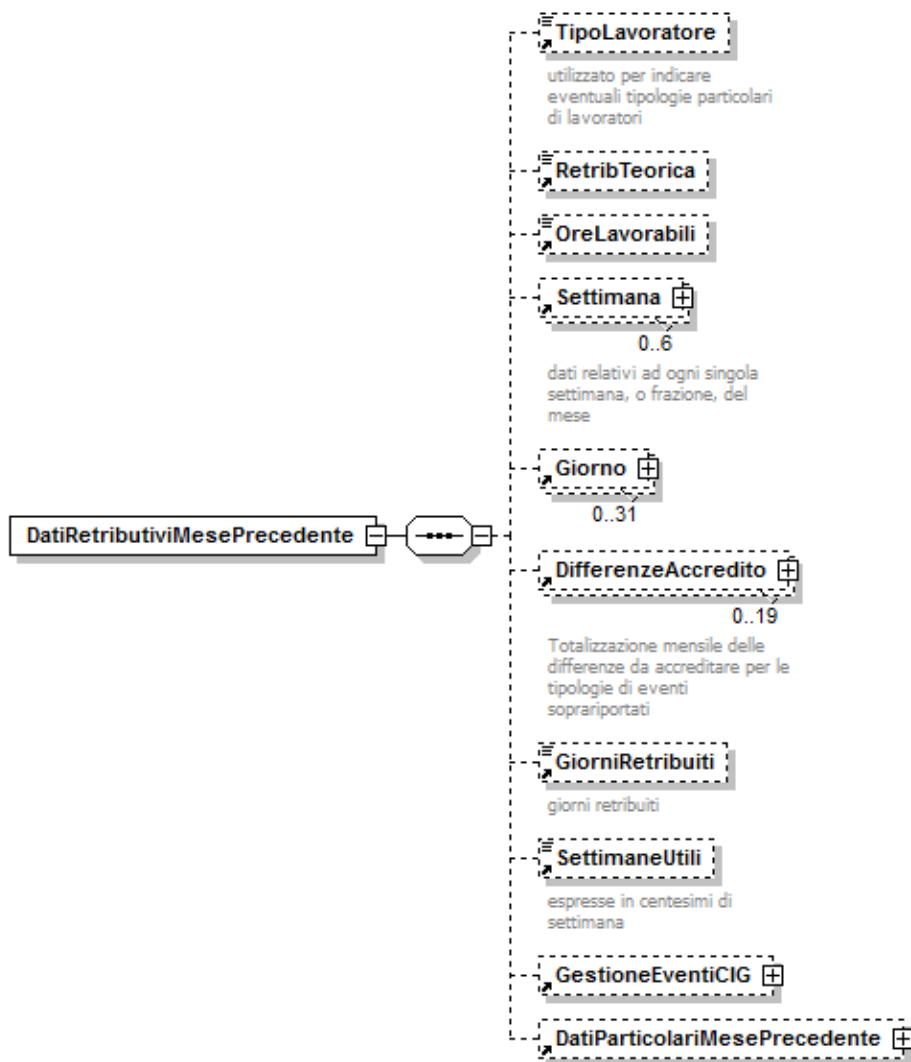 TipoLavoratore
utilizzato per indicare
eventuali tipologie particolari
di lavoratori
RetribTeorica
OreLavorabili
Settimana
0..6
dati relativi ad ogni singola
settimana, o frazione, del
mese
Giorno
0..31
DatiRetributiviMesePrecedente
DifferenzeAccredito
0..19
Totalizzazione mensile delle
differenze da accreditare per le
tipologie di eventi
soprariportati
GiorniRetribuiti
giorni retribuiti
SettimaneUtili
espresse in centesimi di
settimana
GestioneEventiCIG
DatiParticolariMesePrecedente